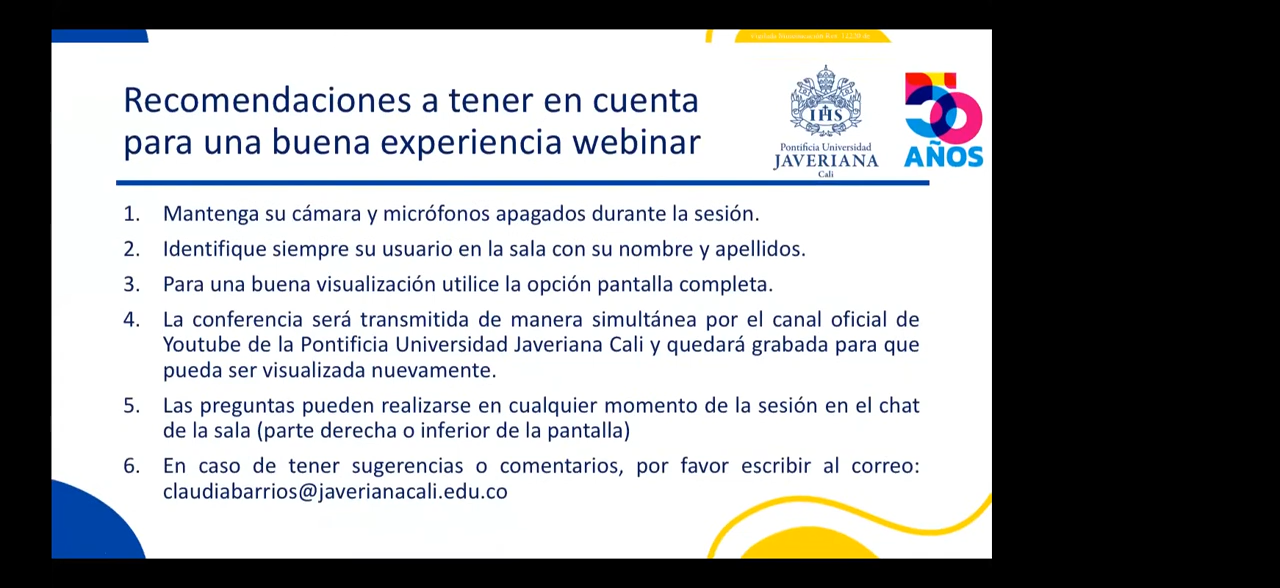 Recomendaciones a tener en cuenta
para una buena experiencia webinar
IHS
Pontificia Universidad
JAVERIANA
Cali
50
AÑOS
1. Mantenga su cámara y micrófonos apagados durante la sesión.
2. Identifique siempre su usuario en la sala con su nombre y apellidos.
3. Para una buena visualización utilice la opción pantalla completa.
4. La conferencia será transmitida de manera simultánea por el canal oficial de
Youtube de la Pontificia Universidad Javeriana Cali y quedará grabada para que
pueda ser visualizada nuevamente.
5. Las preguntas pueden realizarse en cualquier momento de la sesión en el chat
de la sala (parte derecha o inferior de la pantalla)
6. En caso de tener sugerencias o comentarios, por favor escribir al correo:
claudiabarrios@javerianacali.edu.co